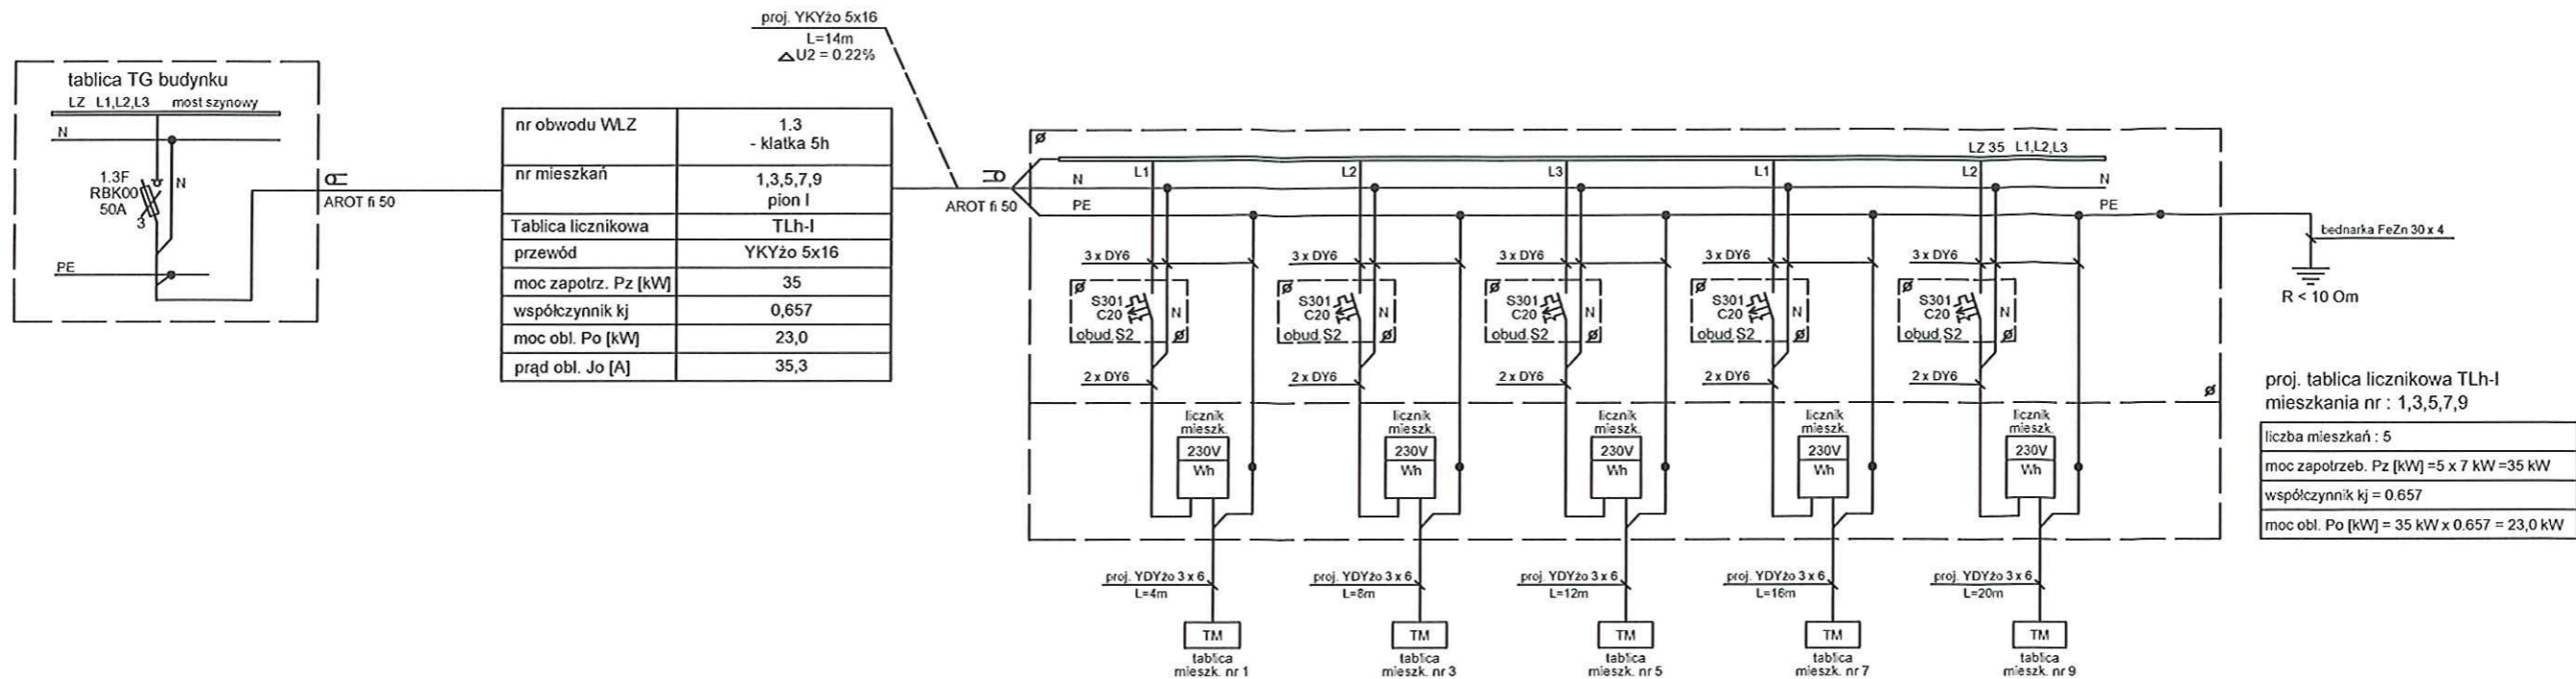 proj. YKYżo 5x16
L=14m
△U2 = 0.22%
tablica TG budynku
LZ L1,L2,L3 most szynowy
N
1.3F
RBK00
50A
3
N
PE
AROT fi 50
nr obwodu WLZ 1.3
- klatka 5h
nr mieszkań 1,3,5,7,9
pion I
Tablica licznikowa TLh-I
przewód YKYżo 5x16
moc zapotrz. Pz [kW] 35
współczynnik kj 0,657
moc obl. Po [kW] 23,0
prąd obl. Jo [A] 35,3
AROT fi 50
LZ 35 L1,L2,L3
L1 L2 L3 L1 L2
N N
PE PE
bednarka FeZn 30 x 4
R < 10 Om
3 x DY6 3 x DY6 3 x DY6 3 x DY6 3 x DY6
S301 S301 S301 S301 S301
C20 N C20 N C20 N C20 N C20 N
obud.S2 obud.S2 obud.S2 obud.S2 obud.S2
2 x DY6 2 x DY6 2 x DY6 2 x DY6 2 x DY6
licznik licznik licznik licznik licznik
mieszk. mieszk. mieszk. mieszk. mieszk.
230V 230V 230V 230V 230V
Wh Wh Wh Wh Wh
proj. tablica licznikowa TLh-I
mieszkania nr : 1,3,5,7,9
liczba mieszkań : 5
moc zapotrzeb. Pz [kW] =5 x 7 kW =35 kW
współczynnik kj = 0.657
moc obl. Po [kW] = 35 kW x 0.657 = 23,0 kW
proj. YDYżo 3 x 6 proj. YDYżo 3 x 6 proj. YDYżo 3 x 6 proj. YDYżo 3 x 6 proj. YDYżo 3 x 6
L=4m L=8m L=12m L=16m L=20m
TM TM TM TM TM
tablica tablica tablica tablica tablica
mieszk. nr 1 mieszk. nr 3 mieszk. nr 5 mieszk. nr 7 mieszk. nr 9